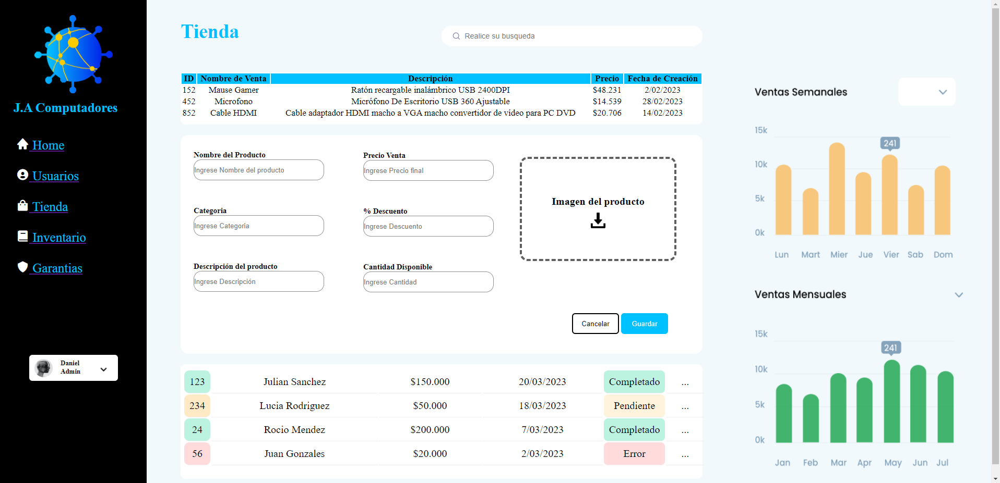 J.A Computadores
Home
Usuarios
Tienda
Inventario
Garantias
Daniel
Admin
Tienda
Realice su busqueda
ID Nombre de Venta Descripción Precio Fecha de Creación
152 Mause Gamer Ratón recargable inalámbrico USB 2400DPI $48.231 2/02/2023
452 Microfono Micrófono De Escritorio USB 360 Ajustable $14.539 28/02/2023
852 Cable HDMI Cable adaptador HDMI macho a VGA macho convertidor de vídeo para PC DVD $20.706 14/02/2023
Nombre del Producto
Ingrese Nombre del producto
Precio Venta
Ingrese Precio final
Categoria
Ingrese Categoria
% Descuento
Ingrese Descuento
Descripción del producto
Ingrese Descripción
Cantidad Disponible
Ingrese Cantidad
Imagen del producto
Cancelar Guardar
123 Julian Sanchez $150.000 20/03/2023 Completado ...
234 Lucia Rodriguez $50.000 18/03/2023 Pendiente ...
24 Rocio Mendez $200.000 7/03/2023 Completado ...
56 Juan Gonzales $20.000 2/03/2023 Error ...
Ventas Semanales
15k
241
10k
5k
0k
Lun Mart Mier Jue Vier Sab Dom
Ventas Mensuales
15k
241
10k
5k
0k
Jan Feb Mar Apr May Jun Jul